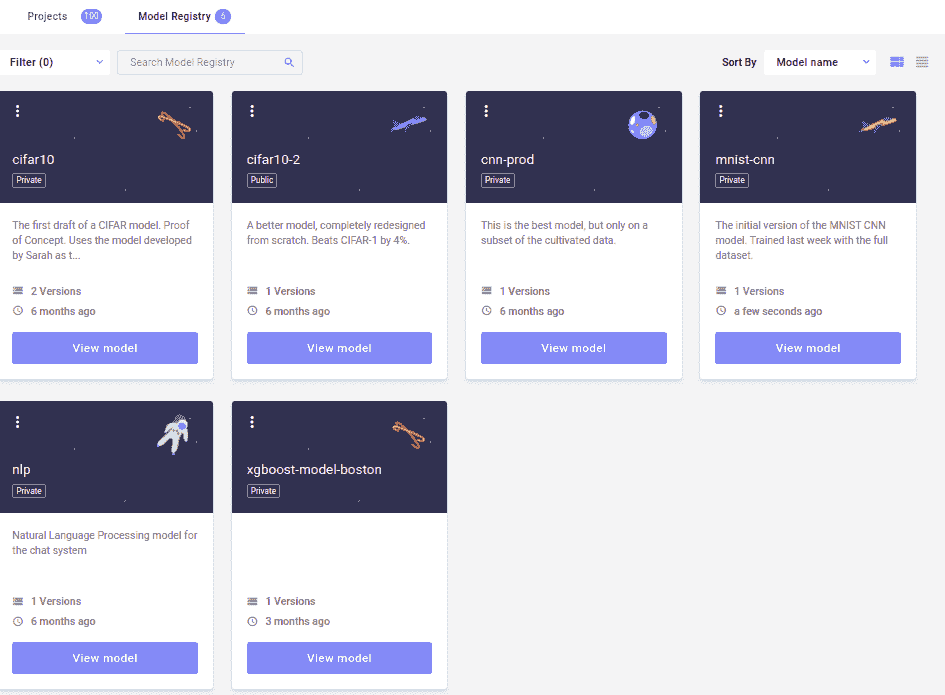 Projects
Model Registry 6
Filter (0)
Search Model Registry
Sort By Model name
cifar10
Private
The first draft of a CIFAR model. Proof
of Concept. Uses the model developed
by Sarah as t...
2 Versions
6 months ago
View model
cifar10-2
Public
A better model, completely redesigned
from scratch. Beats CIFAR-1 by 4%.
1 Versions
6 months ago
View model
cnn-prod
Private
This is the best model, but only on a
subset of the cultivated data.
1 Versions
6 months ago
View model
mnist-cnn
Private
The initial version of the MNIST CNN
model. Trained last week with the full
dataset.
1 Versions
a few seconds ago
View model
nlp
Private
Natural Language Processing model for
the chat system
1 Versions
6 months ago
View model
xgboost-model-boston
Private
1 Versions
3 months ago
View model